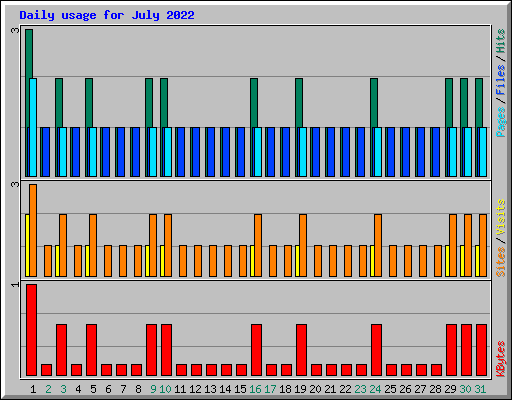 Daily usage for July 2022
3
Pages / Files / Hits
3
Sites / Visits
1
KBytes
1 2 3 4 5 6 7 8 9 10 11 12 13 14 15 16 17 18 19 20 21 22 23 24 25 26 27 28 29 30 31